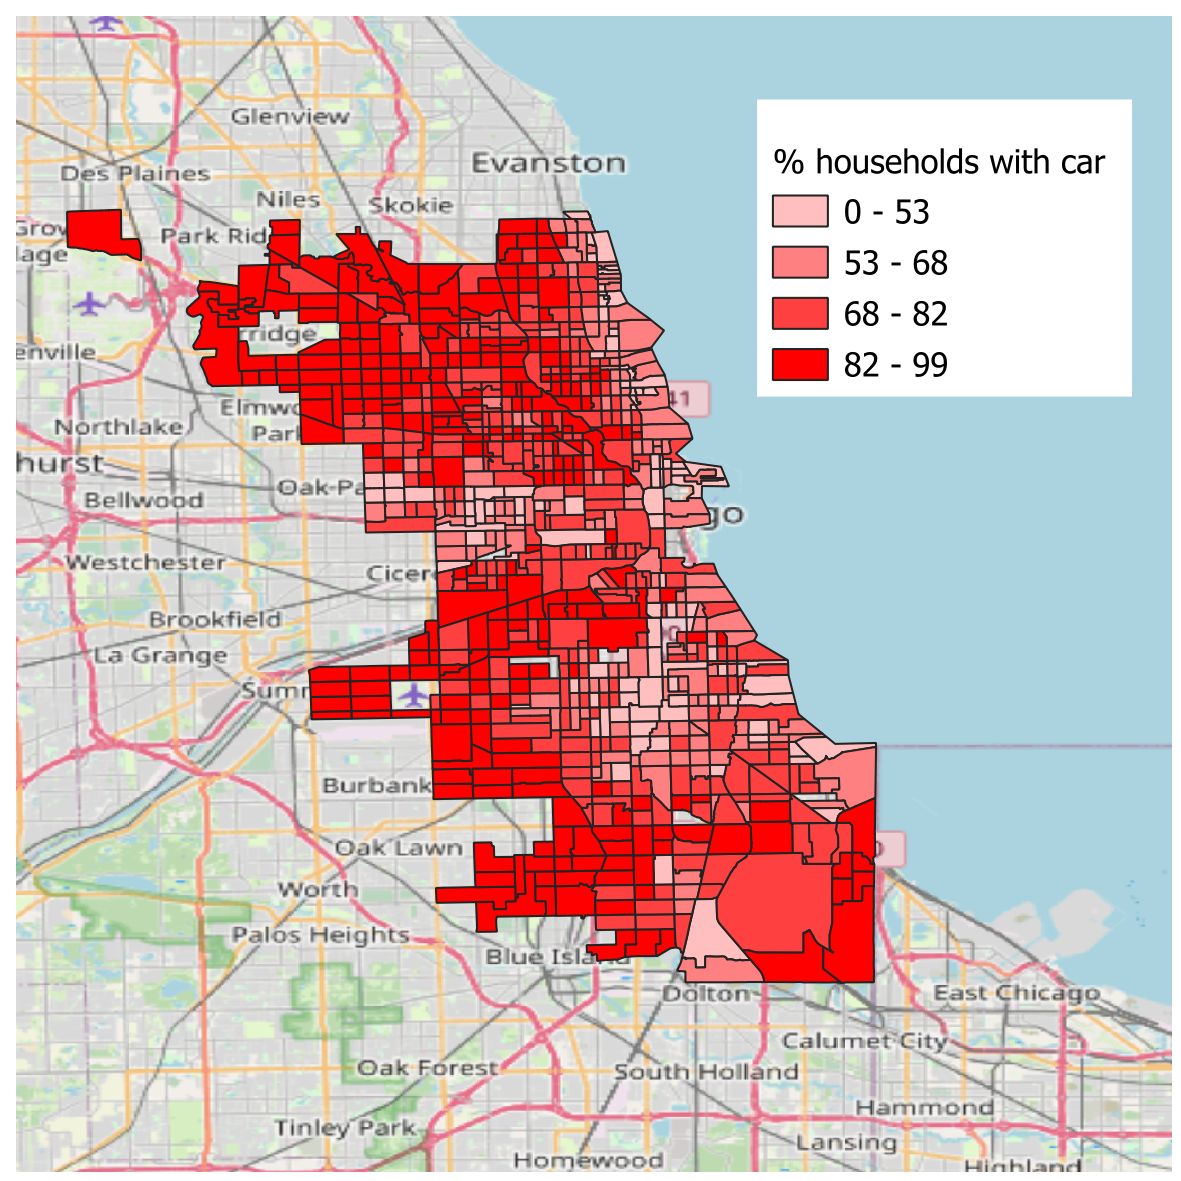 Glenview
Evanston
Des Plaines
Niles
Skokie
Park Rid
Grov
lage
rridge
enville
Elmwo
Park
Northlake
hurst
Bellwood
Oak-Pa
Westchester
Cicero
Brookfield
La Grange
Summ
Burbank
Oak Lawn
Worth
Palos Heights
Blue Island
Dolton
East Chicago
Calumet City
Oak Forest
South Holland
Hammond
Tinley Park
Lansing
Homewood
Highland
41
go
% households with car
0 - 53
53 - 68
68 - 82
82 - 99